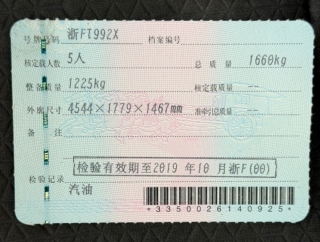 号牌号码 浙FT992X 档案编号
核定载人数 5人 总质量 1660kg
整备质量 1225kg 核定载质量 --
外廓尺寸 4544×1779×1467mm 准牵引总质量 --
备注
检验有效期至2019 年 10 月浙F(00)
检验记录
汽油
*3350026140925*